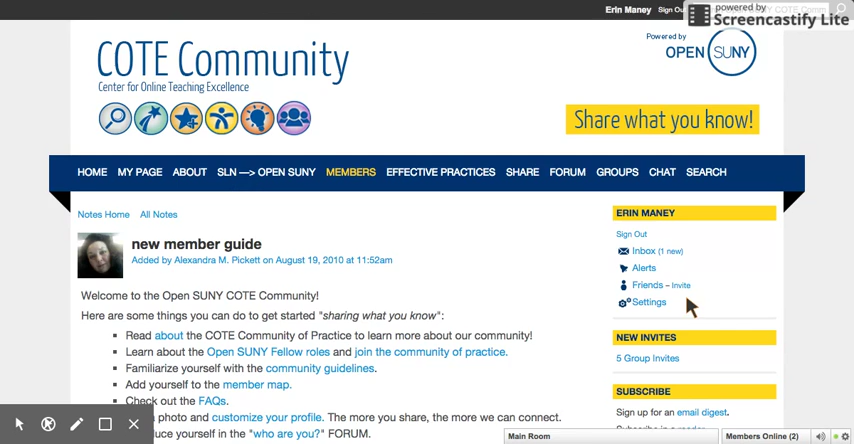 Erin Maney Sign Ou
powered by
Screencastify Lite
COTE Community
Center for Online Teaching Excellence
Powered by
OPEN SUNY
Share what you know!
HOME MY PAGE ABOUT SLN —> OPEN SUNY MEMBERS EFFECTIVE PRACTICES SHARE FORUM GROUPS CHAT SEARCH
Notes Home All Notes
new member guide
Added by Alexandra M. Pickett on August 19, 2010 at 11:52am
Welcome to the Open SUNY COTE Community!
Here are some things you can do to get started "sharing what you know":
Read about the COTE Community of Practice to learn more about our community!
Learn about the Open SUNY Fellow roles and join the community of practice.
Familiarize yourself with the community guidelines.
Add yourself to the member map.
Check out the FAQs.
a photo and customize your profile. The more you share, the more we can connect.
duce yourself in the "who are you?" FORUM.
ERIN MANEY
Sign Out
Inbox (1 new)
Alerts
Friends – Invite
Settings
NEW INVITES
5 Group Invites
SUBSCRIBE
Sign up for an email digest.
Main Room
Members Online (2)